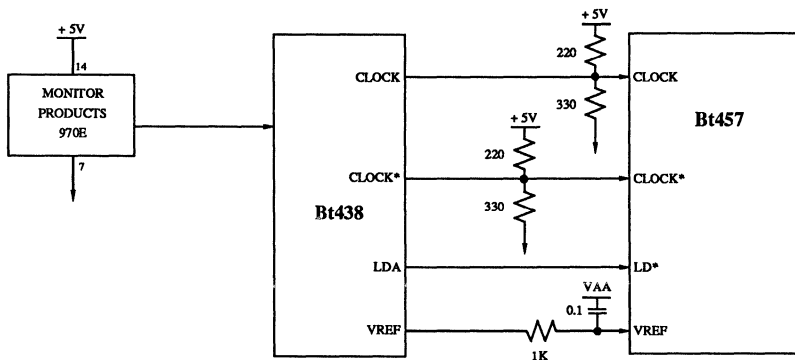 + 5V
14
MONITOR
PRODUCTS
970E
7
Bt438
CLOCK
CLOCK*
LDA
VREF
+ 5V
220
330
+ 5V
220
330
VAA
0.1
1K
Bt457
CLOCK
CLOCK*
LD*
VREF